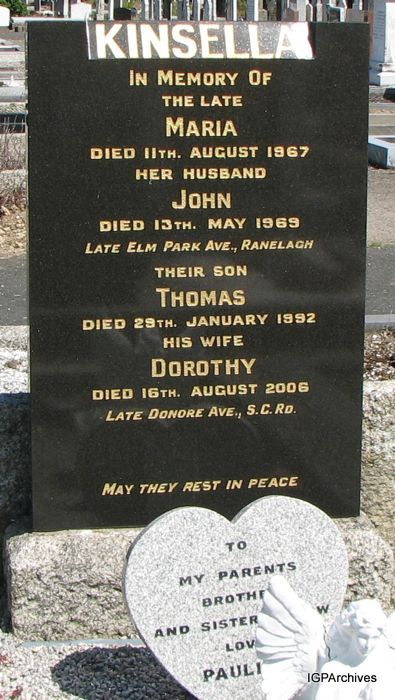 KINSELLA
IN MEMORY OF
THE LATE
MARIA
DIED 11TH. AUGUST 1967
HER HUSBAND
JOHN
DIED 13TH. MAY 1969
LATE ELM PARK AVE., RANELAGH
THEIR SON
THOMAS
DIED 29TH. JANUARY 1992
HIS WIFE
DOROTHY
DIED 16TH. AUGUST 2006
LATE DONORE AVE., S.C. RD.
MAY THEY REST IN PEACE
TO
MY PARENTS
AND SISTER
IGPArchives